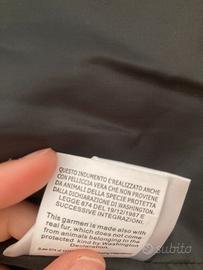 QUESTO INDUMENTO E'REALIZZATO ANCHE
CON PELLICCIA VERA CHE NON PROVIENE
DA ANIMALI DELLA SPECIE PROTETTA
DALLA DICHIARAZIONE DI WASHINGTON.
LEGGE 874 DEL 19/12/1987 E
SUCCESSIVE INTEGRAZIONI.
This garmen is made also with
real fur, which does not come
from animals belonging to the
protected kind by Washington
Declaration.
subito